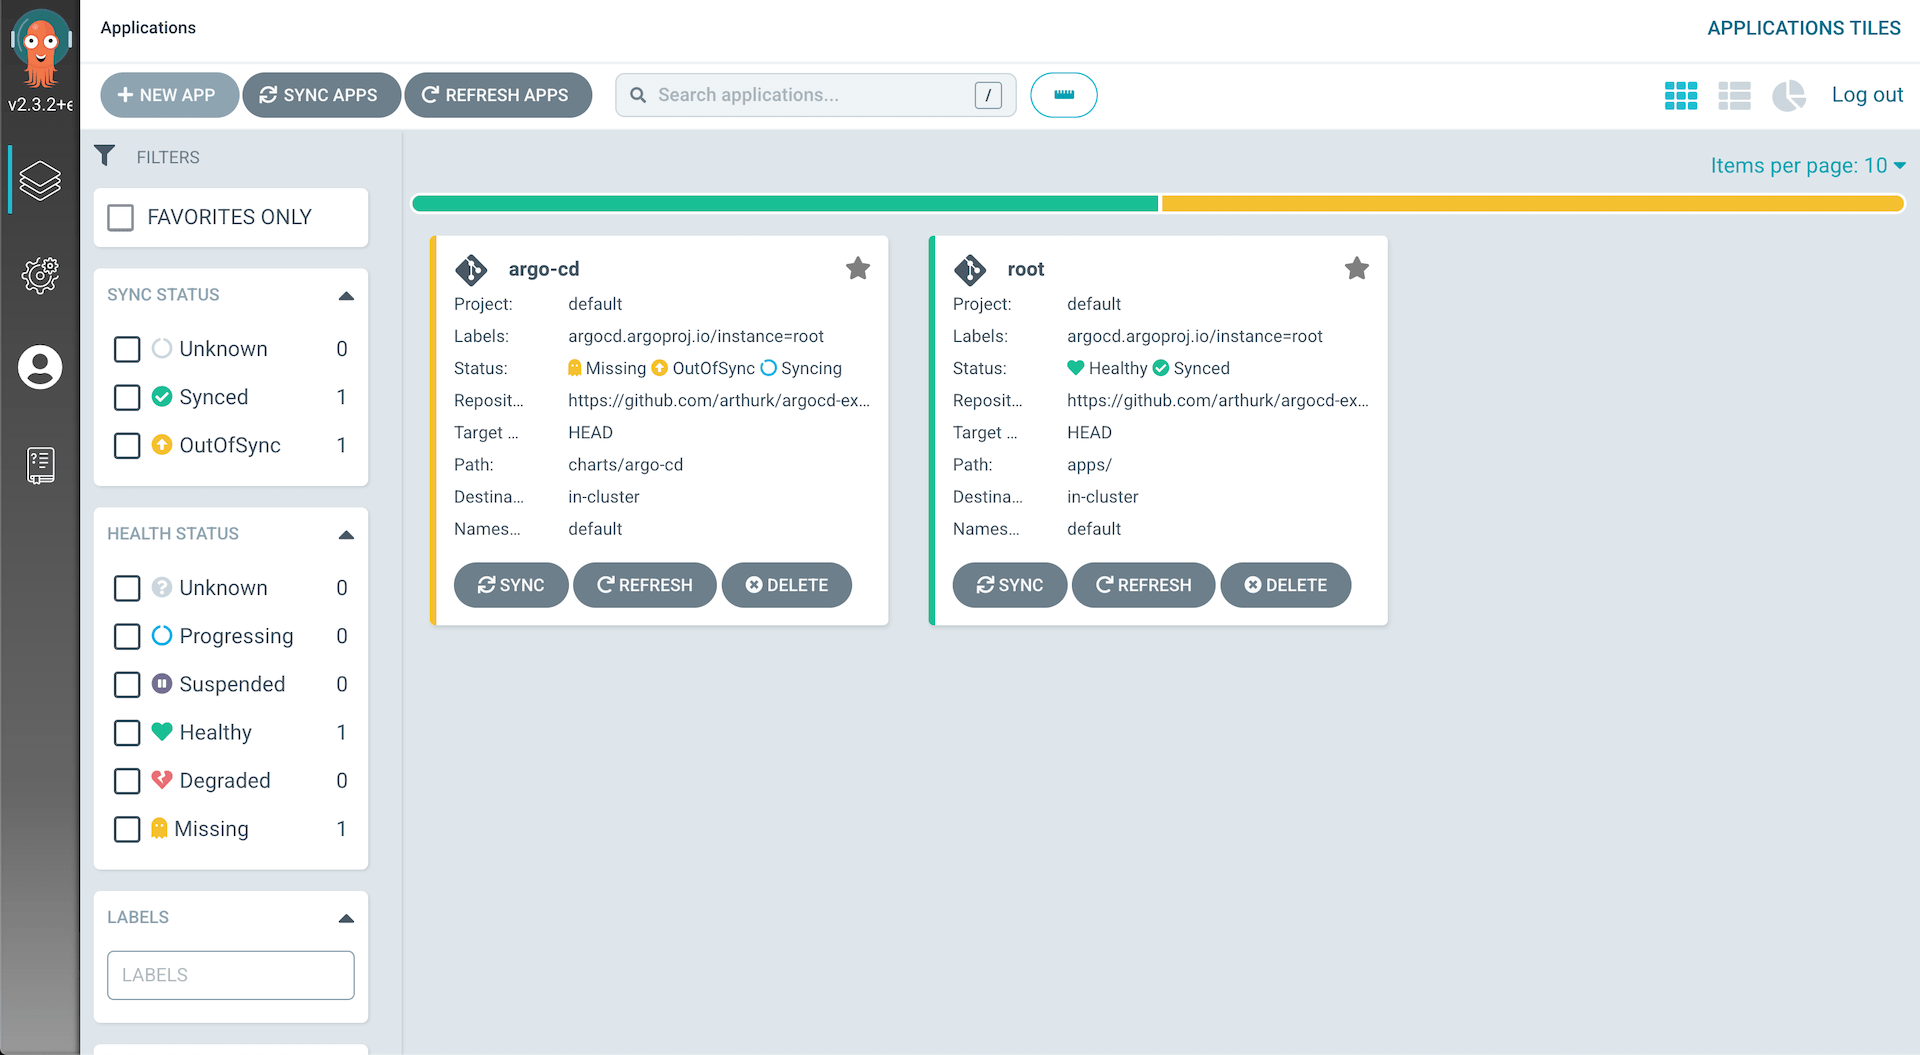 Applications
APPLICATIONS TILES
v2.3.2+e
NEW APP
SYNC APPS
REFRESH APPS
Search applications...
/
Log out
FILTERS
Items per page: 10
FAVORITES ONLY
SYNC STATUS
Unknown 0
Synced 1
OutOfSync 1
HEALTH STATUS
Unknown 0
Progressing 0
Suspended 0
Healthy 1
Degraded 0
Missing 1
LABELS
LABELS
argo-cd
Project: default
Labels: argocd.argoproj.io/instance=root
Status: Missing OutOfSync Syncing
Reposit... https://github.com/arthurk/argocd-ex...
Target ... HEAD
Path: charts/argo-cd
Destina... in-cluster
Names... default
SYNC REFRESH DELETE
root
Project: default
Labels: argocd.argoproj.io/instance=root
Status: Healthy Synced
Reposit... https://github.com/arthurk/argocd-ex...
Target ... HEAD
Path: apps/
Destina... in-cluster
Names... default
SYNC REFRESH DELETE